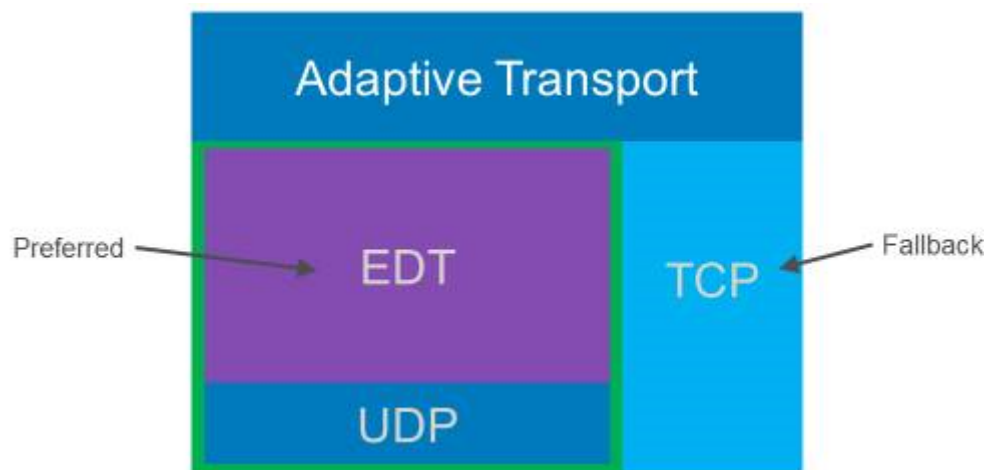 Adaptive Transport
Preferred
EDT
TCP
Fallback
UDP